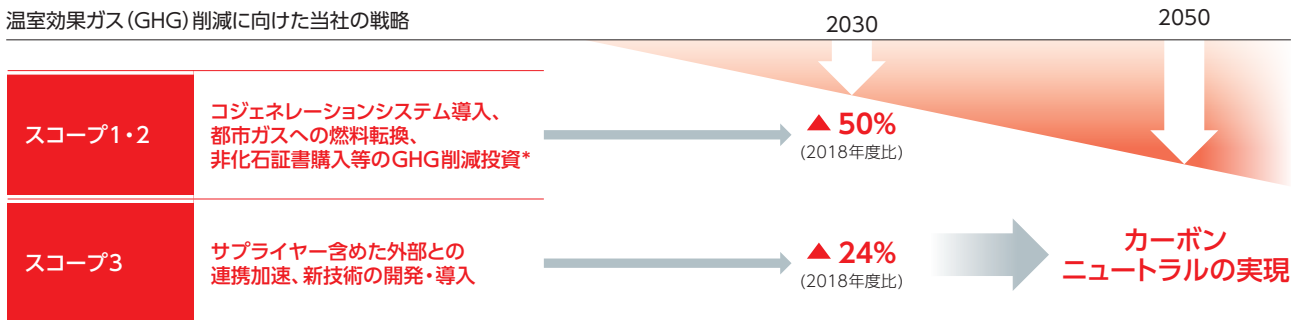 温室効果ガス(GHG)削減に向けた当社の戦略
2030
2050
スコープ1・2
コジェネレーションシステム導入、
都市ガスへの燃料転換、
非化石証書購入等のGHG削減投資*
▲ 50%
(2018年度比)
スコープ3
サプライヤー含めた外部との
連携加速、新技術の開発・導入
▲ 24%
(2018年度比)
カーボン
ニュートラルの実現